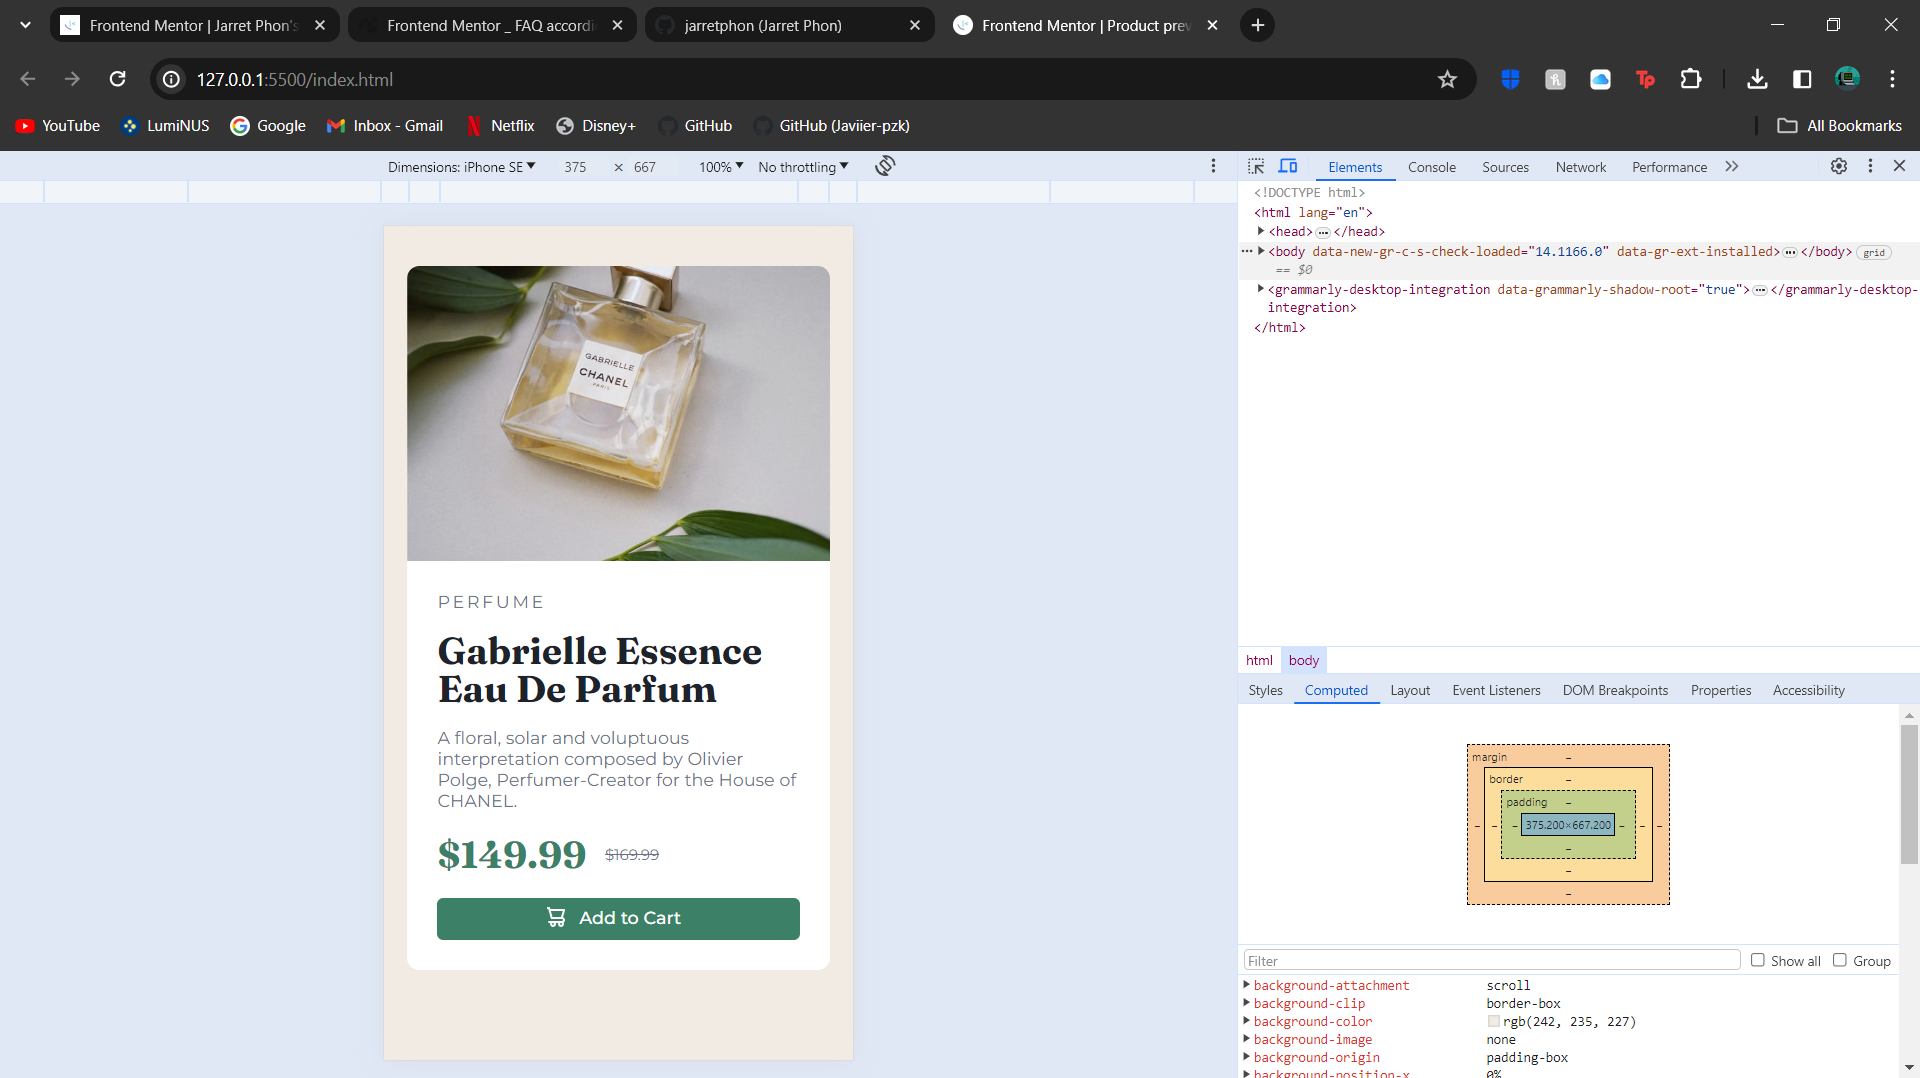 Frontend Mentor | Jarret Phon's
Frontend Mentor _ FAQ accordi
jarretphon (Jarret Phon)
Frontend Mentor | Product prev
127.0.0.1:5500/index.html
Tp
YouTube
LumiNUS
Google
Inbox - Gmail
Netflix
Disney+
GitHub
GitHub (Javiier-pzk)
All Bookmarks
Dimensions: iPhone SE 375 × 667 100% No throttling
Elements Console Sources Network Performance
GABRIELLE
CHANEL
PARIS
PERFUME
Gabrielle Essence
Eau De Parfum
A floral, solar and voluptuous
interpretation composed by Olivier
Polge, Perfumer-Creator for the House of
CHANEL.
$149.99 $169.99
Add to Cart
<!DOCTYPE html>
<html lang="en">
<head> … </head>
<body data-new-gr-c-s-check-loaded="14.1166.0" data-gr-ext-installed> … </body> grid
== $0
<grammarly-desktop-integration data-grammarly-shadow-root="true"> … </grammarly-desktop-
integration>
</html>
html body
Styles Computed Layout Event Listeners DOM Breakpoints Properties Accessibility
margin –
border –
padding –
– – – 375.200×667.200 – – –
–
–
–
Filter Show all Group
background-attachment scroll
background-clip border-box
background-color rgb(242, 235, 227)
background-image none
background-origin padding-box
background-position-x 0%